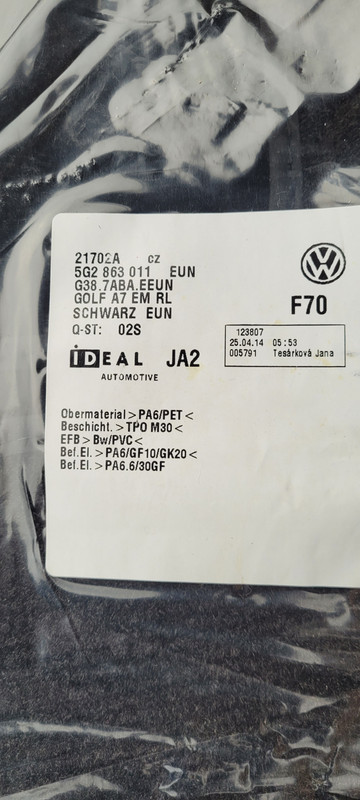 21702A CZ
5G2 863 011 EUN
G38.7ABA.EEUN
GOLF A7 EM RL
SCHWARZ EUN
Q-ST: 02S
F70
123807
25.04.14 05:53
005791 Tesárková Jana
iDEAL JA2
AUTOMOTIVE
Obermaterial>PA6/PET<
Beschicht.>TPO M30<
EFB>Bw/PVC<
Bef.El.>PA6/GF10/GK20<
Bef.El.>PA6.6/30GF